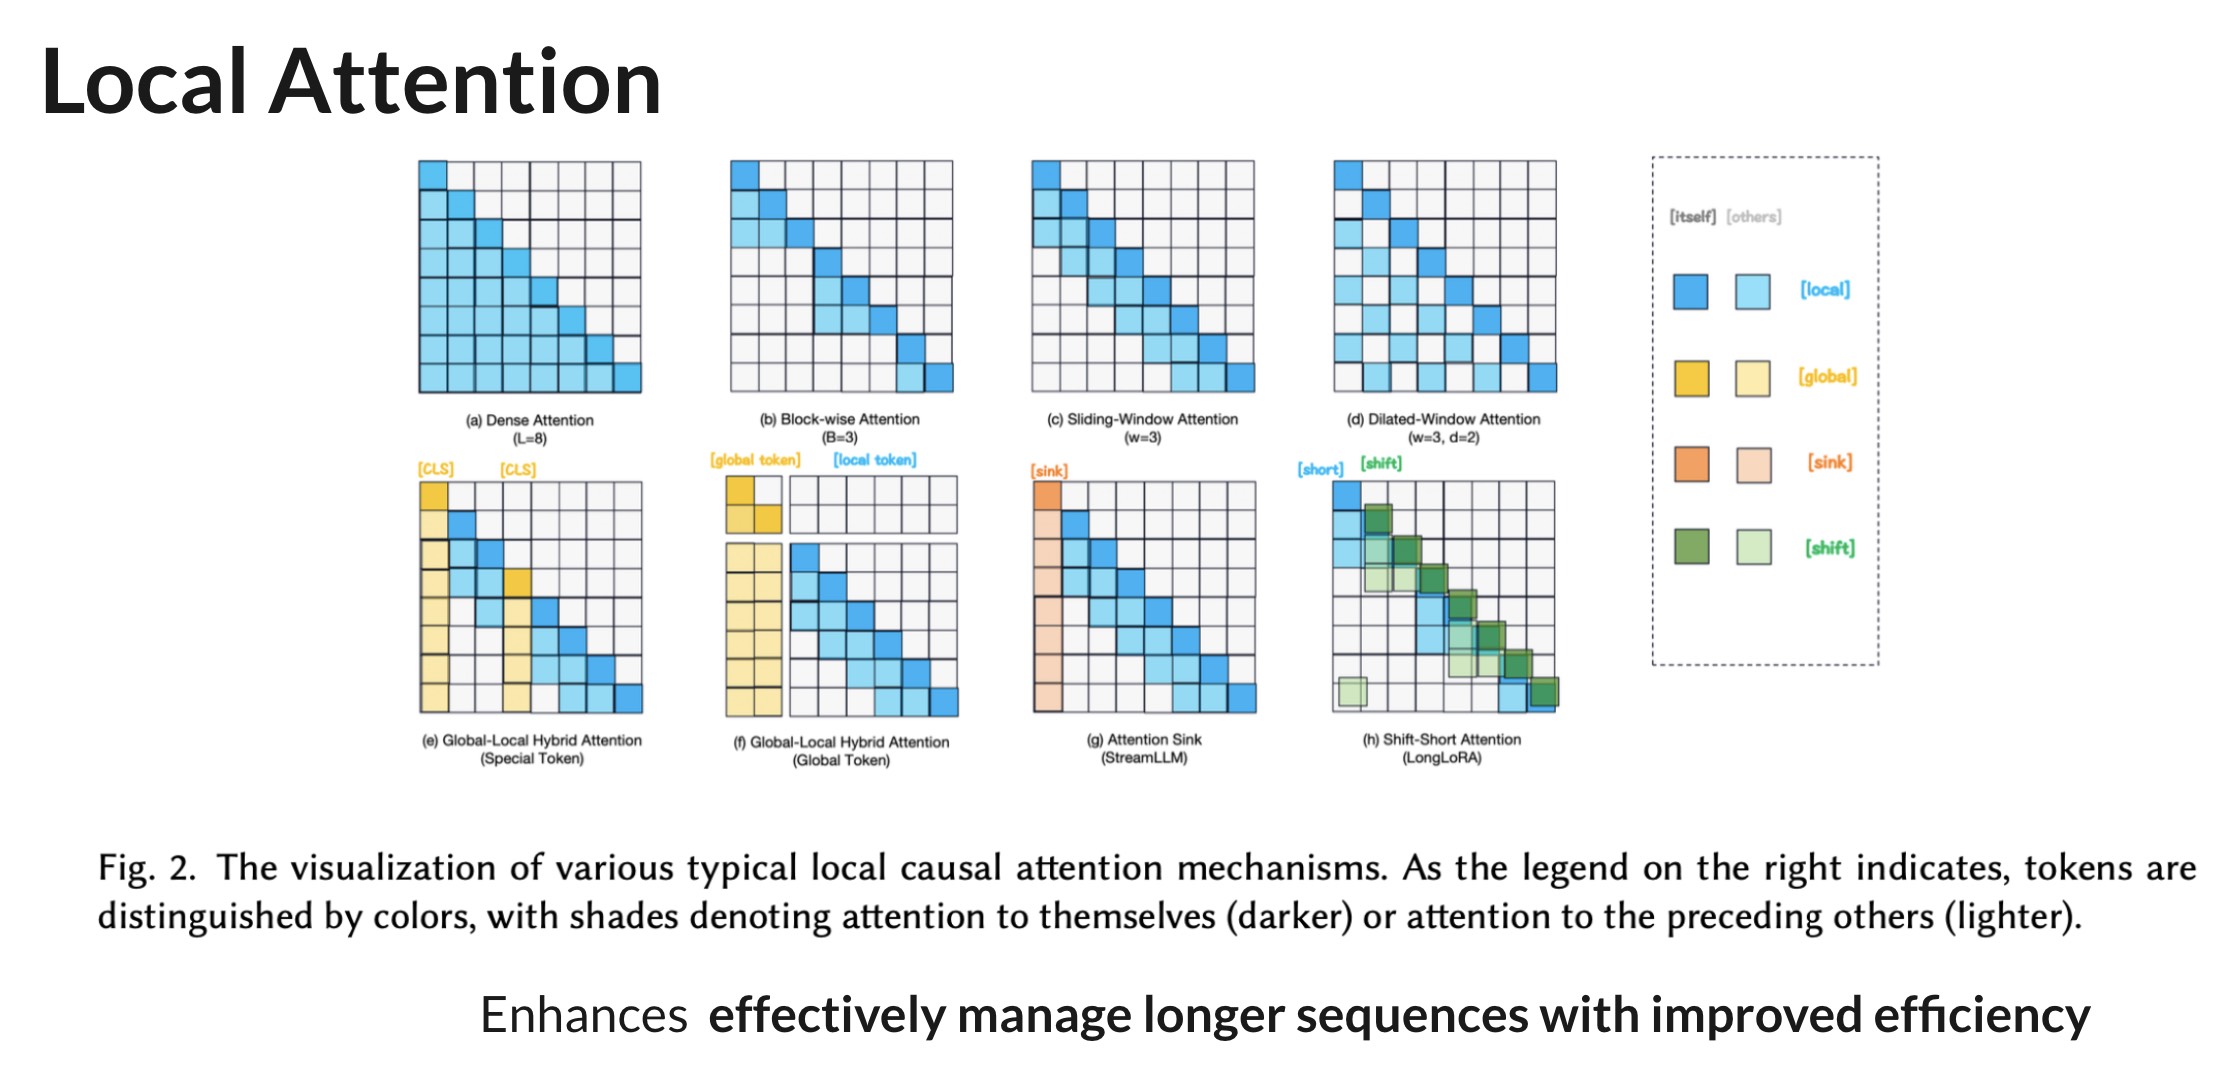 Local Attention
(a) Dense Attention
(L=8)
(b) Block-wise Attention
(B=3)
(c) Sliding-Window Attention
(w=3)
(d) Dilated-Window Attention
(w=3, d=2)
[itself] [others]
[local]
[global]
[sink]
[shift]
[CLS] [CLS]
(e) Global-Local Hybrid Attention
(Special Token)
[global token] [local token]
(f) Global-Local Hybrid Attention
(Global Token)
[sink]
(g) Attention Sink
(StreamLLM)
[short] [shift]
(h) Shift-Short Attention
(LongLoRA)
Fig. 2. The visualization of various typical local causal attention mechanisms. As the legend on the right indicates, tokens are
distinguished by colors, with shades denoting attention to themselves (darker) or attention to the preceding others (lighter).
Enhances effectively manage longer sequences with improved efficiency